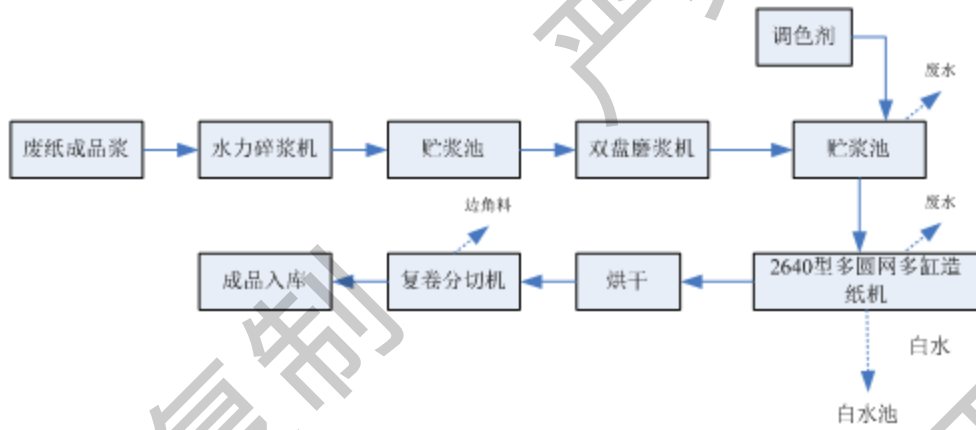 调色剂
废水
废纸成品浆
水力碎浆机
贮浆池
双盘磨浆机
贮浆池
边角料
废水
成品入库
复卷分切机
烘干
2640型多圆网多缸造
纸机
白水
白水池
严
复制